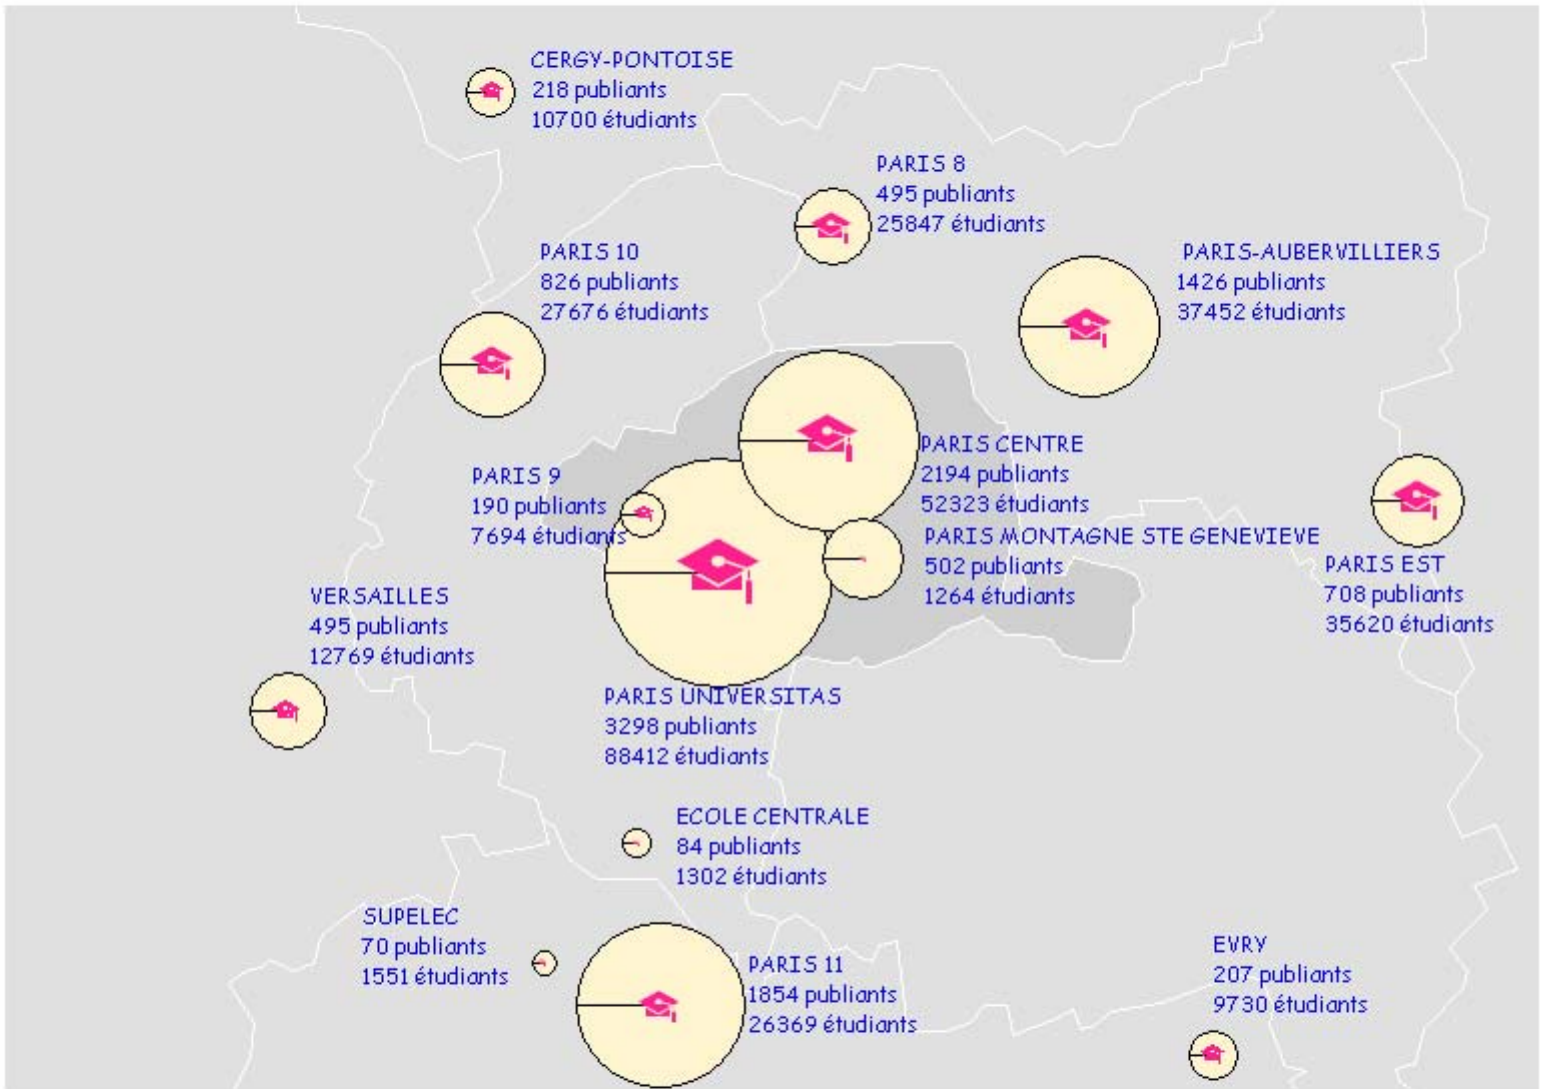 CERGY-PONTOISE
218 publiants
10700 étudiants
PARIS 8
495 publiants
25847 étudiants
PARIS 10
826 publiants
27676 étudiants
PARIS-AUBERVILLIERS
1426 publiants
37452 étudiants
PARIS CENTRE
2194 publiants
52323 étudiants
PARIS 9
190 publiants
7694 étudiants
PARIS MONTAGNE STE GENEVIEVE
502 publiants
1264 étudiants
PARIS EST
708 publiants
35620 étudiants
VERSAILLES
495 publiants
12769 étudiants
PARIS UNIVERSITAS
3298 publiants
88412 étudiants
ECOLE CENTRALE
84 publiants
1302 étudiants
SUPELEC
70 publiants
1551 étudiants
PARIS 11
1854 publiants
26369 étudiants
EVRY
207 publiants
9730 étudiants